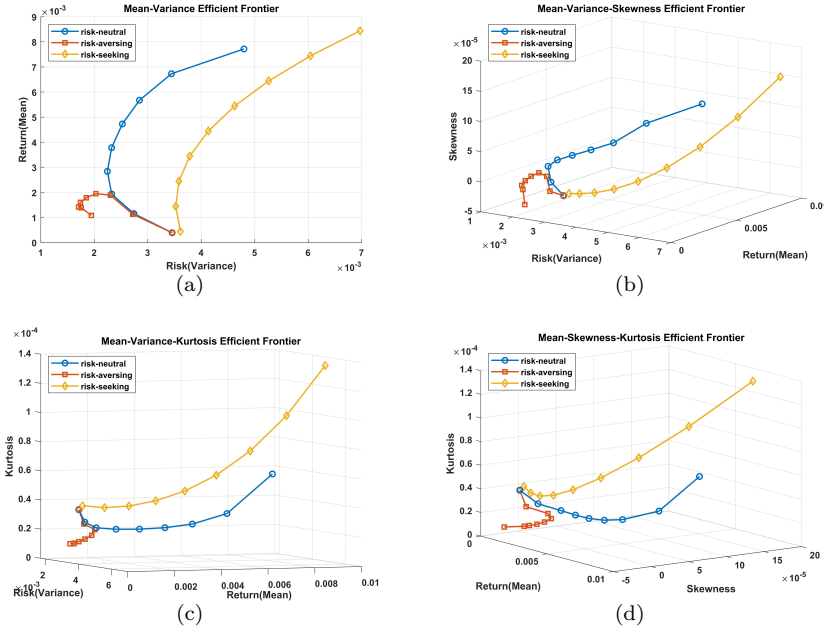 Mean-Variance Efficient Frontier
×10⁻³
9
8
7
6
5
4
3
2
1
0
Return(Mean)
risk-neutral
risk-aversing
risk-seeking
1 2 3 4 5 6 7
×10⁻³
Risk(Variance)
(a)
Mean-Variance-Skewness Efficient Frontier
×10⁻⁵
20
15
10
5
0
-5
Skewness
risk-neutral
risk-aversing
risk-seeking
1 2 3 4 5 6 7
×10⁻³
Risk(Variance)
0 0.005 0.01
Return(Mean)
(b)
Mean-Variance-Kurtosis Efficient Frontier
×10⁻⁴
1.4
1.2
1
0.8
0.6
0.4
0.2
0
Kurtosis
risk-neutral
risk-aversing
risk-seeking
2 4 6
×10⁻³
Risk(Variance)
0 0.002 0.004 0.006 0.008 0.01
Return(Mean)
(c)
Mean-Skewness-Kurtosis Efficient Frontier
×10⁻⁴
1.4
1.2
1
0.8
0.6
0.4
0.2
0
Kurtosis
risk-neutral
risk-aversing
risk-seeking
0 0.005 0.01
Return(Mean)
-5 0 5 10 15 20
×10⁻⁵
Skewness
(d)